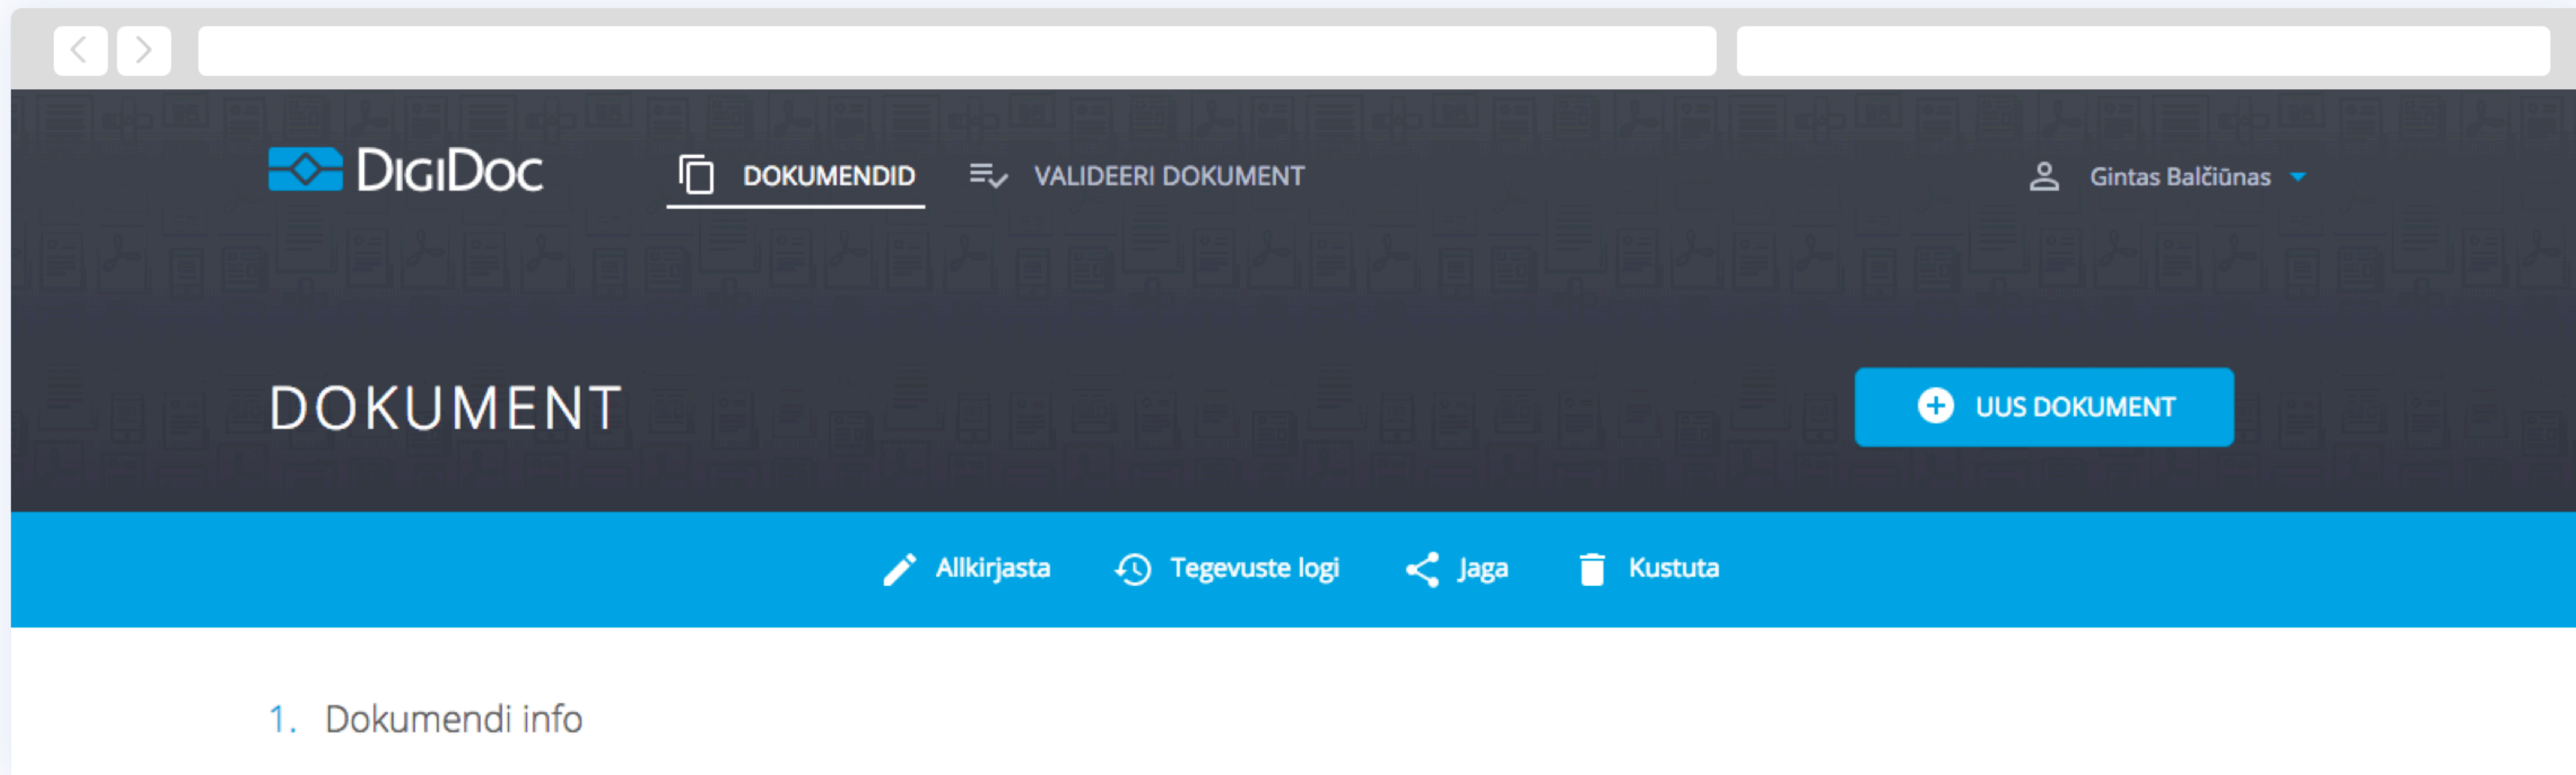 DIGIDOC DOKUMENDID VALIDEERI DOKUMENT Gintas Balčiūnas
DOKUMENT UUS DOKUMENT
Allkirjasta Tegevuste logi Jaga Kustuta
1. Dokumendi info